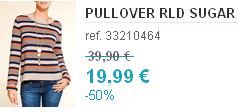 PULLOVER RLD SUGAR
ref. 33210464
39,90 €
19,99 €
-50%